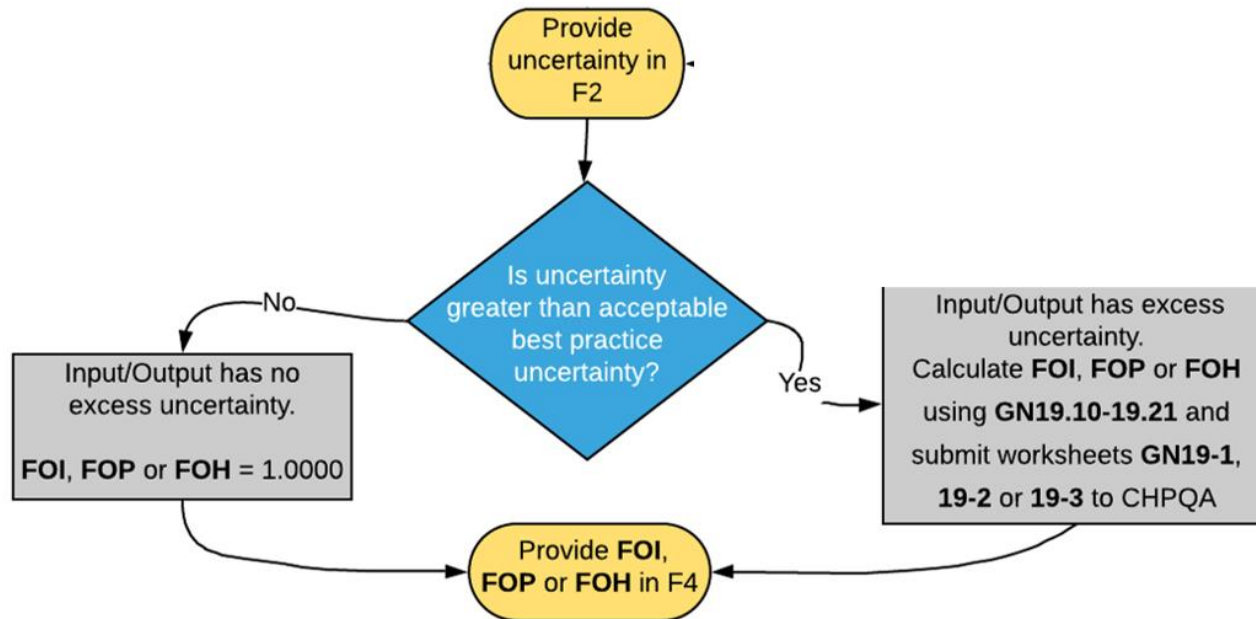 Provide
uncertainty in
F2
Is uncertainty
greater than acceptable
best practice
uncertainty?
No
Yes
Input/Output has no
excess uncertainty.
FOI, FOP or FOH = 1.0000
Input/Output has excess
uncertainty.
Calculate FOI, FOP or FOH
using GN19.10-19.21 and
submit worksheets GN19-1,
19-2 or 19-3 to CHPQA
Provide FOI,
FOP or FOH in F4